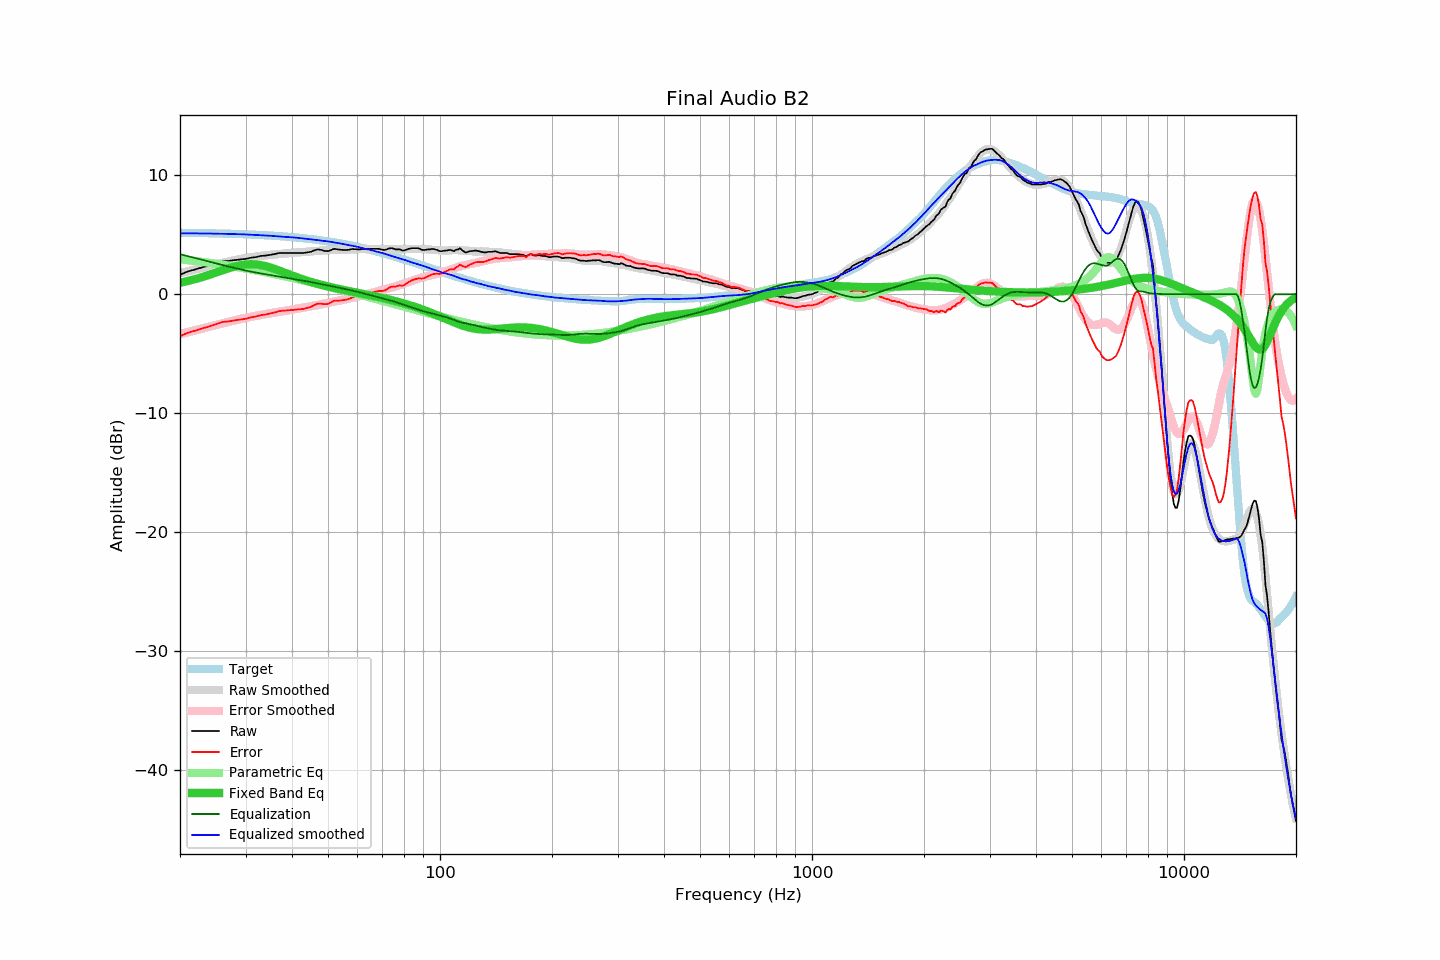 Final Audio B2
Amplitude (dBr)
10
0
−10
−20
−30
−40
Target
Raw Smoothed
Error Smoothed
Raw
Error
Parametric Eq
Fixed Band Eq
Equalization
Equalized smoothed
100
1000
10000
Frequency (Hz)